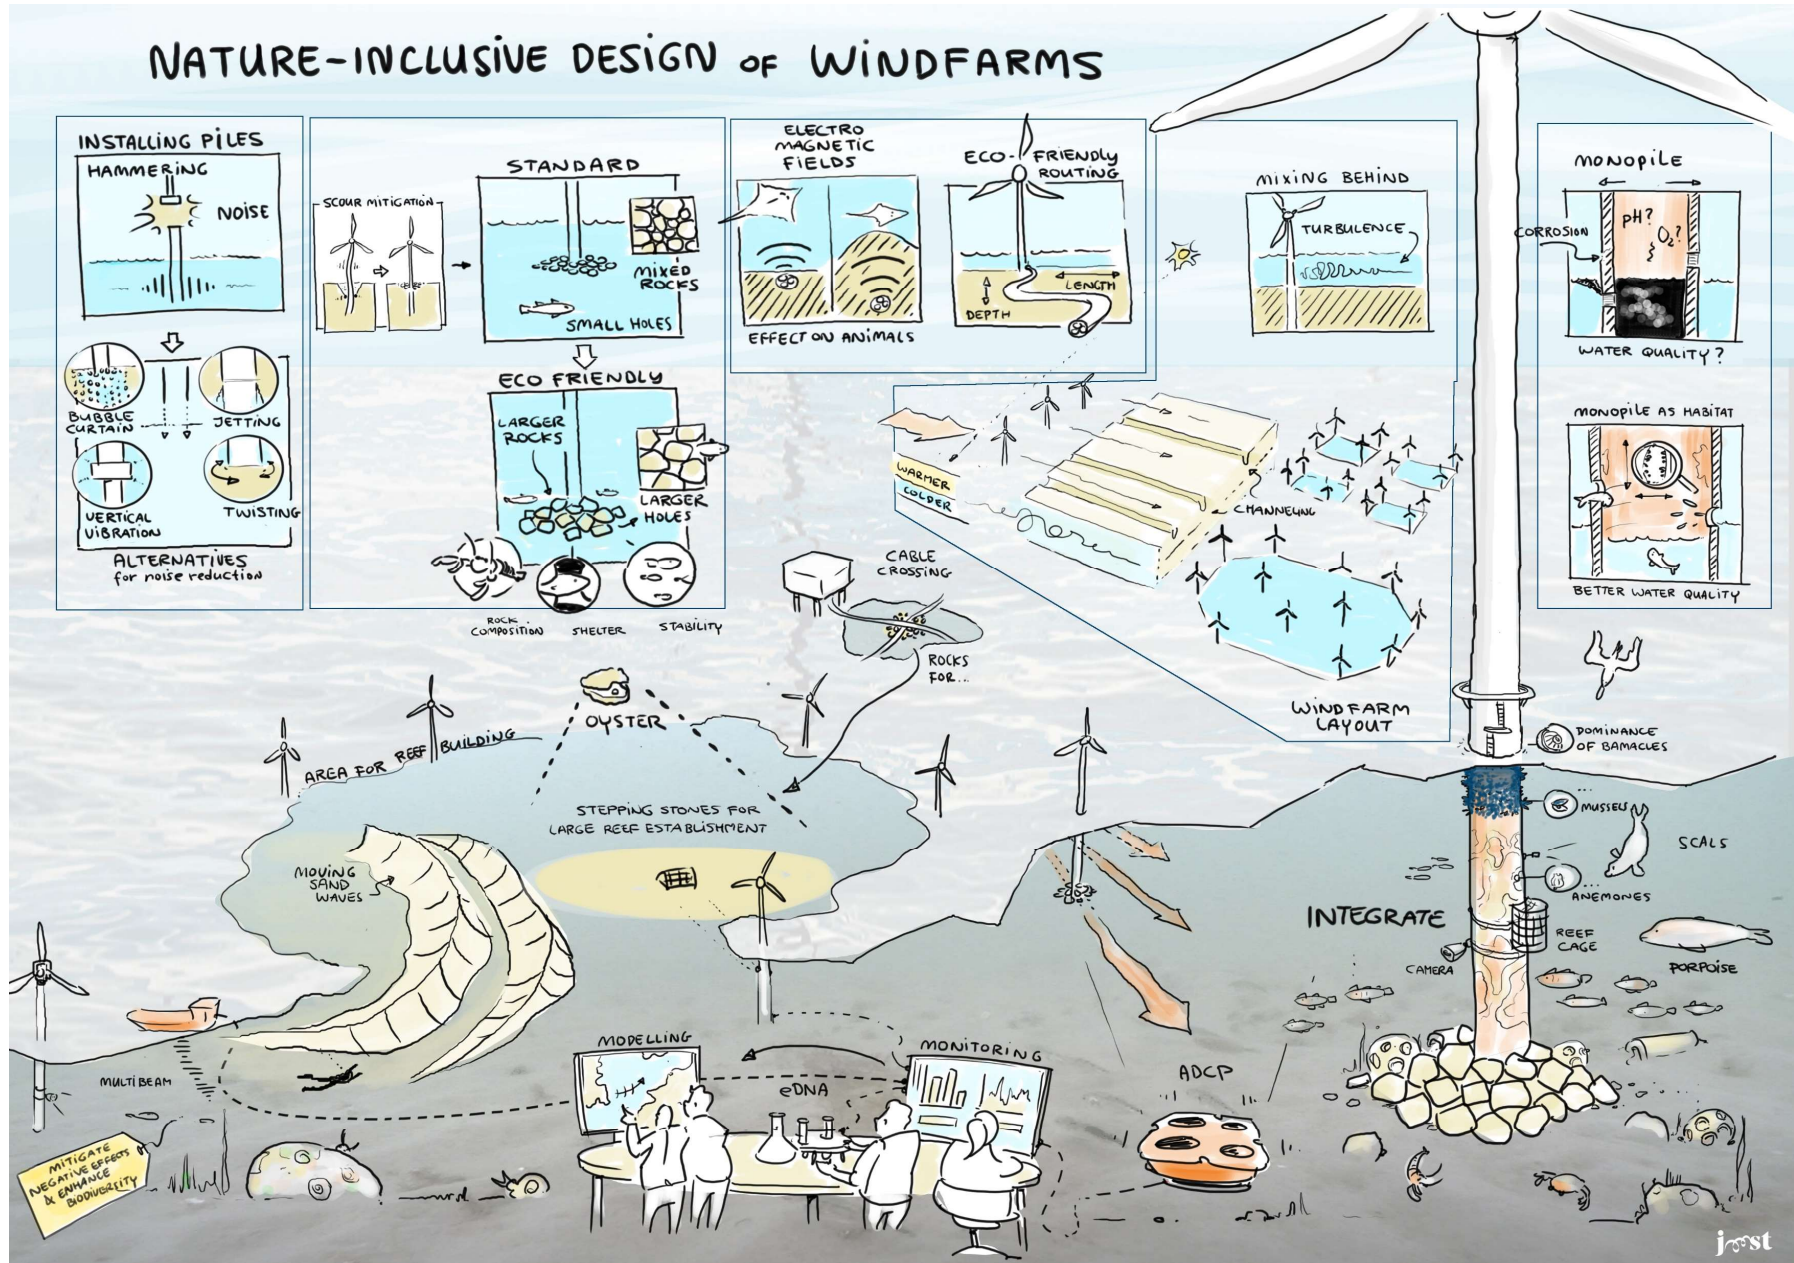 NATURE-INCLUSIVE DESIGN OF WINDFARMS
INSTALLING PILES
HAMMERING
NOISE
BUBBLE
CURTAIN
JETTING
VERTICAL
VIBRATION
TWISTING
ALTERNATIVES
for noise reduction
SCOUR MITIGATION
STANDARD
MIXED
ROCKS
SMALL HOLES
ECO FRIENDLY
LARGER
ROCKS
LARGER
HOLES
ROCK
COMPOSITION
SHELTER
STABILITY
ELECTRO
MAGNETIC
FIELDS
EFFECT ON ANIMALS
ECO-FRIENDLY
ROUTING
LENGTH
DEPTH
MIXING BEHIND
TURBULENCE
WARMER
COLDER
CHANNELING
WINDFARM
LAYOUT
MONOPILE
CORROSION
pH?
O₂?
WATER QUALITY?
MONOPILE AS HABITAT
BETTER WATER QUALITY
CABLE
CROSSING
ROCKS
FOR...
OYSTER
AREA FOR REEF BUILDING
STEPPING STONES FOR
LARGE REEF ESTABLISHMENT
MOVING
SAND
WAVES
MULTIBEAM
MITIGATE
NEGATIVE EFFECTS
& ENHANCE
BIODIVERSITY
MODELLING
eDNA
MONITORING
ADCP
INTEGRATE
CAMERA
DOMINANCE
OF BAMACLES
...
MUSSELS
SCALS
...
ANEMONES
REEF
CAGE
PORPOISE
joost